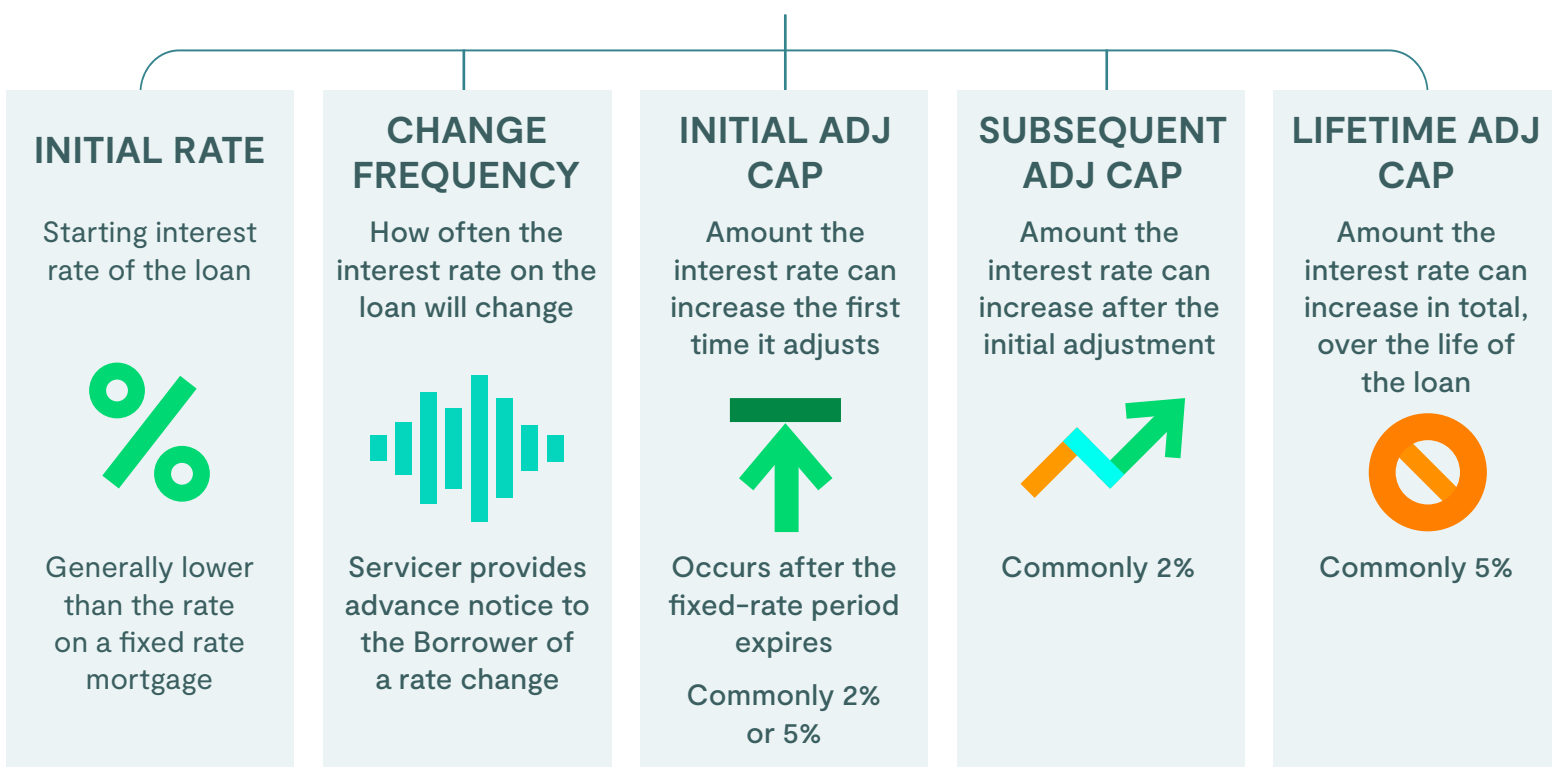 INITIAL RATE
Starting interest
rate of the loan
Generally lower
than the rate
on a fixed rate
mortgage
CHANGE
FREQUENCY
How often the
interest rate on the
loan will change
Servicer provides
advance notice to
the Borrower of
a rate change
INITIAL ADJ
CAP
Amount the
interest rate can
increase the first
time it adjusts
Occurs after the
fixed-rate period
expires
Commonly 2%
or 5%
SUBSEQUENT
ADJ CAP
Amount the
interest rate can
increase after the
initial adjustment
Commonly 2%
LIFETIME ADJ
CAP
Amount the
interest rate can
increase in total,
over the life of
the loan
Commonly 5%